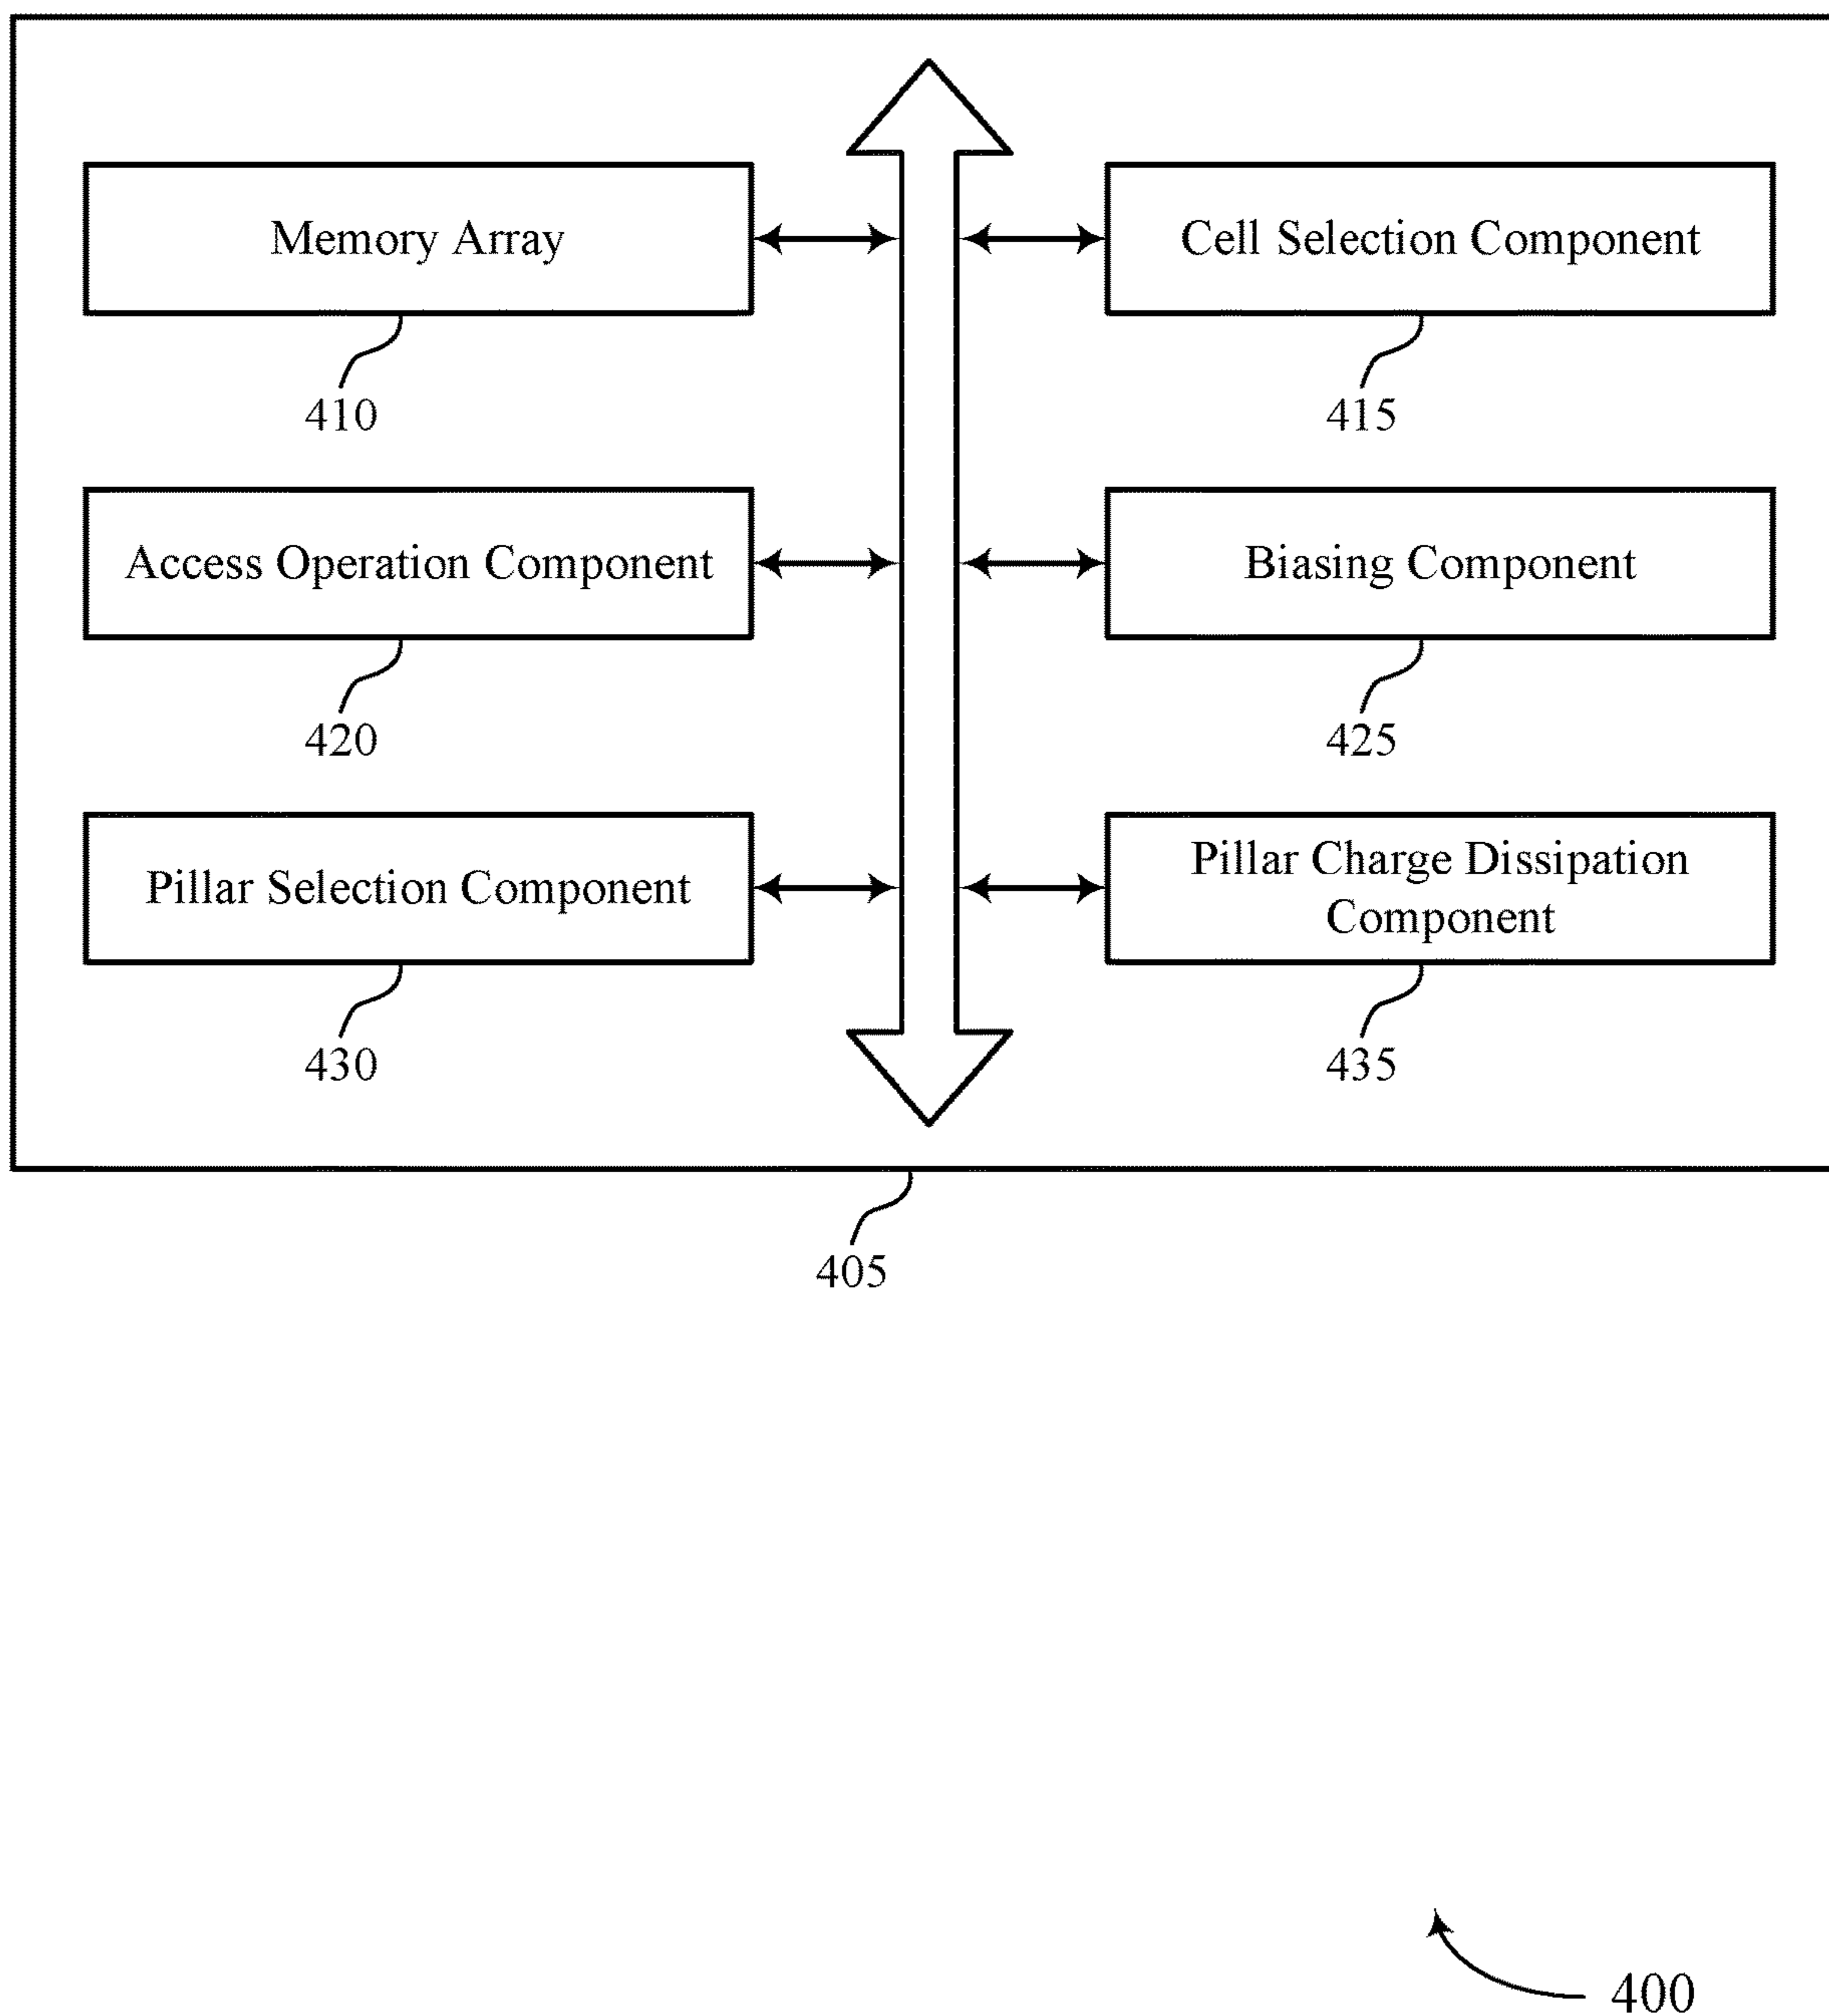 Memory Array
Cell Selection Component
410
415
Access Operation Component
Biasing Component
420
425
Pillar Selection Component
Pillar Charge Dissipation
Component
430
435
405
400